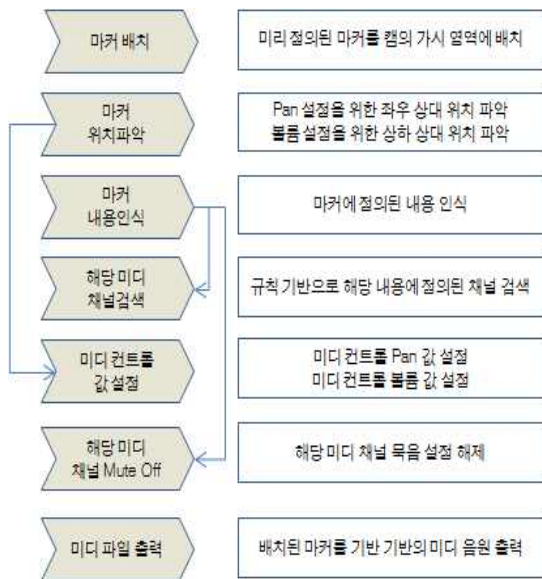 마커 배치
미리 정의된 마커를 캠의 가시 영역에 배치
마커
위치파악
Pan 설정을 위한 좌우 상대 위치 파악
볼륨 설정을 위한 상하 상대 위치 파악
마커
내용인식
마커에 정의된 내용 인식
해당 미디
채널검색
규칙 기반으로 해당 내용에 정의된 채널 검색
미디 컨트롤
값 설정
미디 컨트롤 Pan 값 설정
미디 컨트롤 볼륨 값 설정
해당 미디
채널 Mute Off
해당 미디 채널 묵음 설정 해제
미디 파일 출력
배치된 마커를 기반 기반의 미디 음원 출력